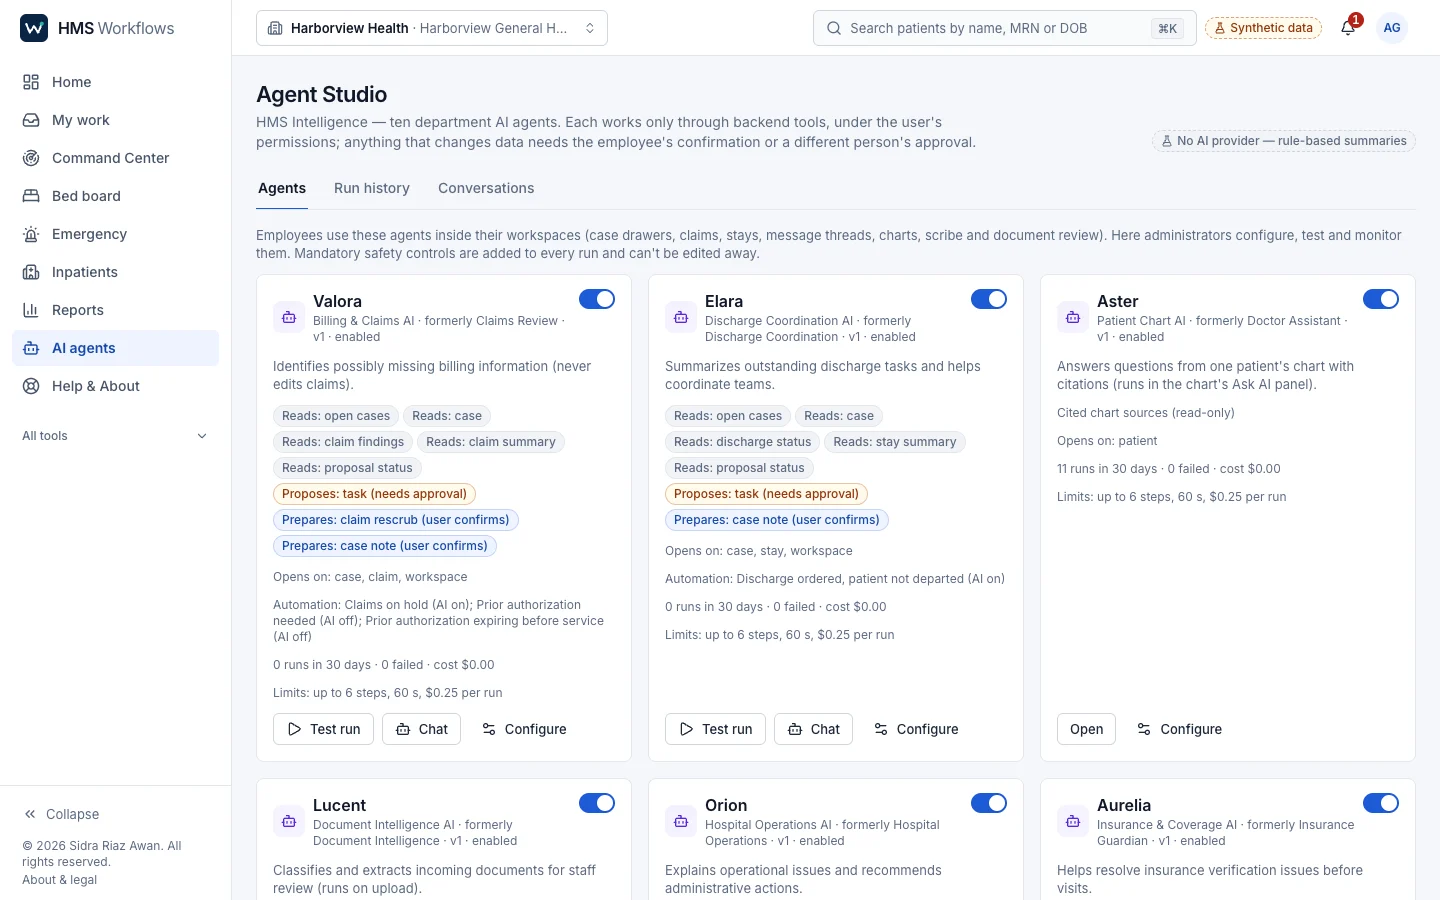 HMS Workflows
Harborview Health · Harborview General H...
Search patients by name, MRN or DOB
⌘K
Synthetic data
1
AG
Home
My work
Command Center
Bed board
Emergency
Inpatients
Reports
AI agents
Help & About
All tools
Collapse
© 2026 Sidra Riaz Awan. All
rights reserved.
About & legal
Agent Studio
HMS Intelligence — ten department AI agents. Each works only through backend tools, under the user's
permissions; anything that changes data needs the employee's confirmation or a different person's approval.
No AI provider — rule-based summaries
Agents
Run history
Conversations
Employees use these agents inside their workspaces (case drawers, claims, stays, message threads, charts, scribe and document review). Here administrators configure, test and monitor
them. Mandatory safety controls are added to every run and can't be edited away.
Valora
Billing & Claims AI · formerly Claims Review ·
v1 · enabled
Identifies possibly missing billing information (never
edits claims).
Reads: open cases
Reads: case
Reads: claim findings
Reads: claim summary
Reads: proposal status
Proposes: task (needs approval)
Prepares: claim rescrub (user confirms)
Prepares: case note (user confirms)
Opens on: case, claim, workspace
Automation: Claims on hold (AI on); Prior authorization
needed (AI off); Prior authorization expiring before service
(AI off)
0 runs in 30 days · 0 failed · cost $0.00
Limits: up to 6 steps, 60 s, $0.25 per run
Test run
Chat
Configure
Elara
Discharge Coordination AI · formerly
Discharge Coordination · v1 · enabled
Summarizes outstanding discharge tasks and helps
coordinate teams.
Reads: open cases
Reads: case
Reads: discharge status
Reads: stay summary
Reads: proposal status
Proposes: task (needs approval)
Prepares: case note (user confirms)
Opens on: case, stay, workspace
Automation: Discharge ordered, patient not departed (AI on)
0 runs in 30 days · 0 failed · cost $0.00
Limits: up to 6 steps, 60 s, $0.25 per run
Test run
Chat
Configure
Aster
Patient Chart AI · formerly Doctor Assistant ·
v1 · enabled
Answers questions from one patient's chart with
citations (runs in the chart's Ask AI panel).
Cited chart sources (read-only)
Opens on: patient
11 runs in 30 days · 0 failed · cost $0.00
Limits: up to 6 steps, 60 s, $0.25 per run
Open
Configure
Lucent
Document Intelligence AI · formerly
Document Intelligence · v1 · enabled
Classifies and extracts incoming documents for staff
review (runs on upload).
Orion
Hospital Operations AI · formerly Hospital
Operations · v1 · enabled
Explains operational issues and recommends
administrative actions.
Aurelia
Insurance & Coverage AI · formerly Insurance
Guardian · v1 · enabled
Helps resolve insurance verification issues before
visits.